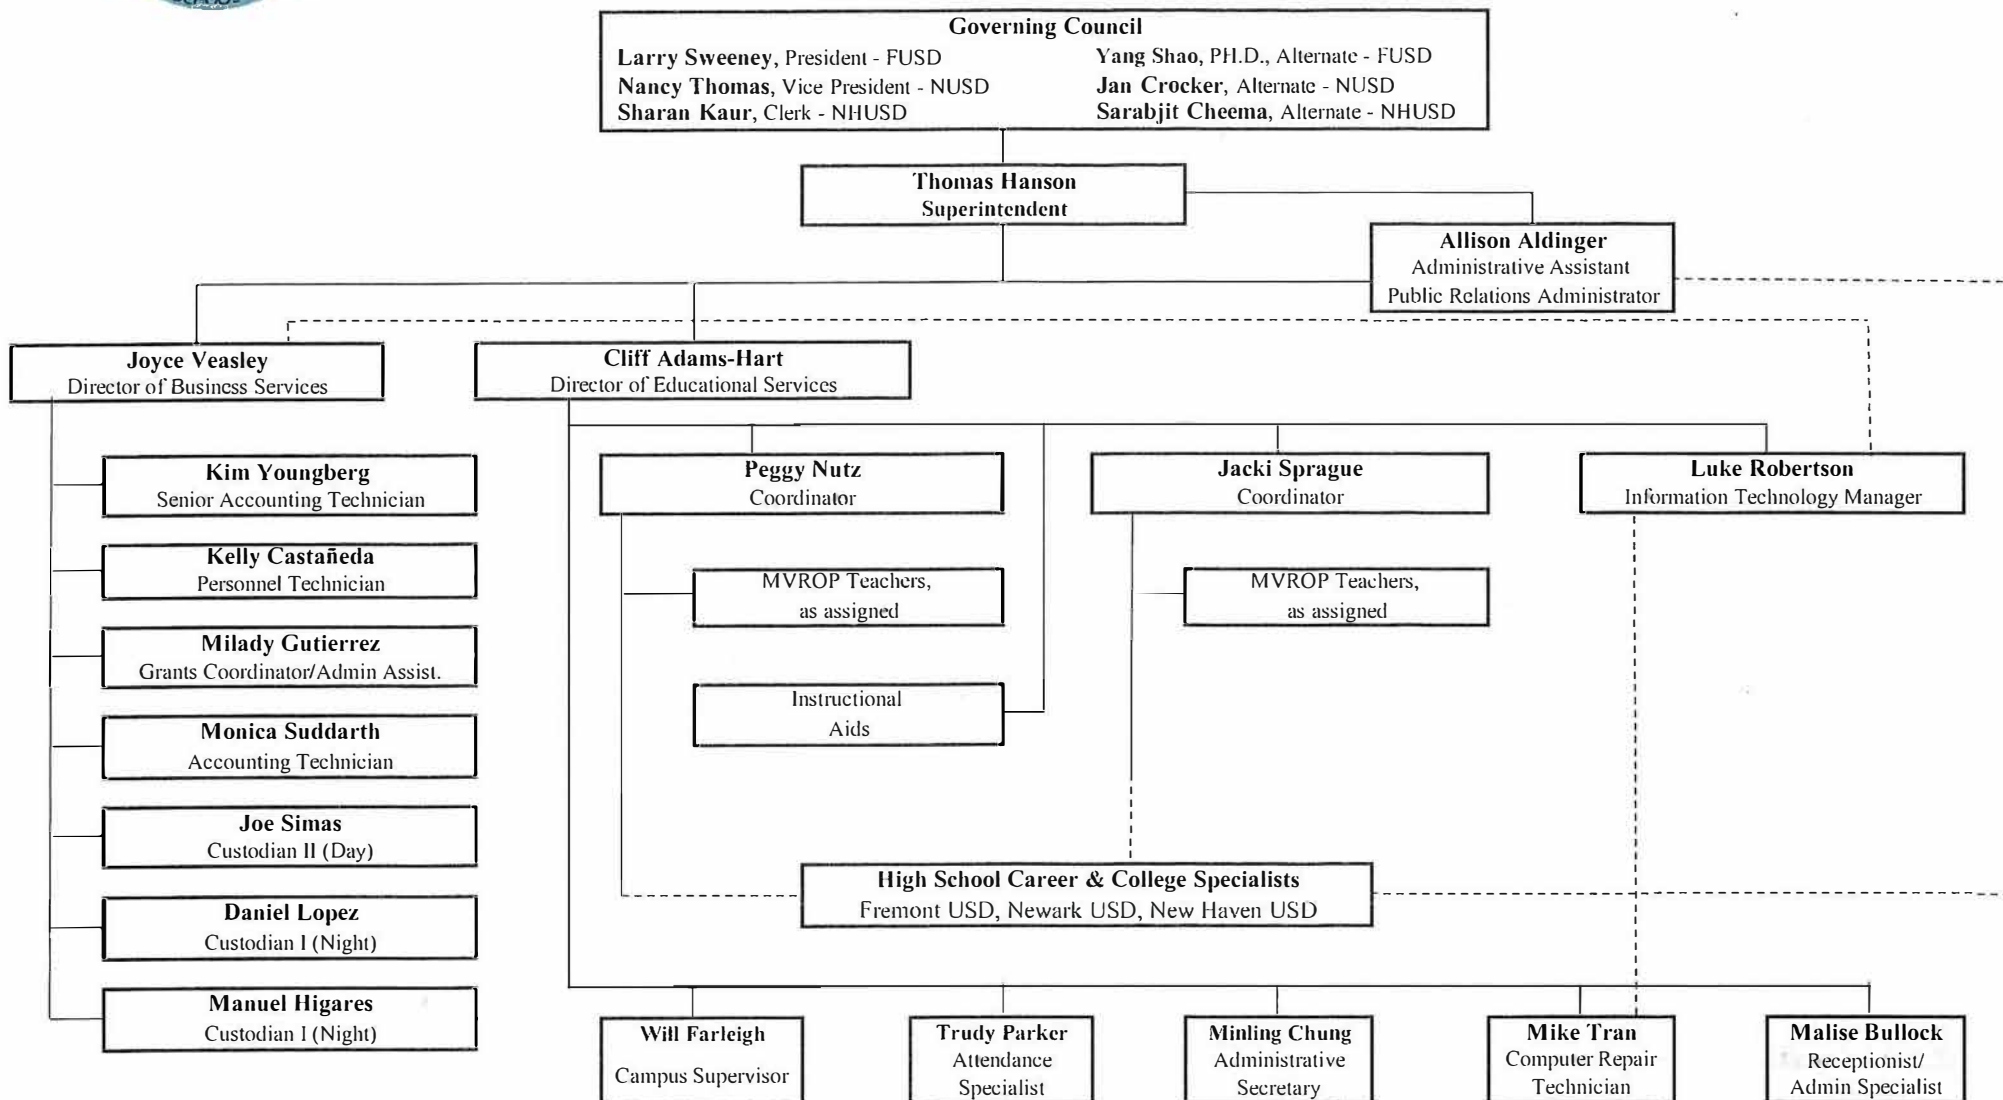 Governing Council
Larry Sweeney, President - FUSD
Yang Shao, PH.D., Alternate - FUSD
Nancy Thomas, Vice President - NUSD
Jan Crocker, Alternate - NUSD
Sharan Kaur, Clerk - NHUSD
Sarabjit Cheema, Alternate - NHUSD
Thomas Hanson
Superintendent
Allison Aldinger
Administrative Assistant
Public Relations Administrator
Joyce Veasley
Director of Business Services
Cliff Adams-Hart
Director of Educational Services
Kim Youngberg
Senior Accounting Technician
Kelly Castañeda
Personnel Technician
Milady Gutierrez
Grants Coordinator/Admin Assist.
Monica Suddarth
Accounting Technician
Joe Simas
Custodian II (Day)
Daniel Lopez
Custodian I (Night)
Manuel Higares
Custodian I (Night)
Peggy Nutz
Coordinator
Jacki Sprague
Coordinator
Luke Robertson
Information Technology Manager
MVROP Teachers,
as assigned
MVROP Teachers,
as assigned
Instructional
Aids
High School Career & College Specialists
Fremont USD, Newark USD, New Haven USD
Will Farleigh
Campus Supervisor
Trudy Parker
Attendance
Specialist
Minling Chung
Administrative
Secretary
Mike Tran
Computer Repair
Technician
Malise Bullock
Receptionist/
Admin Specialist